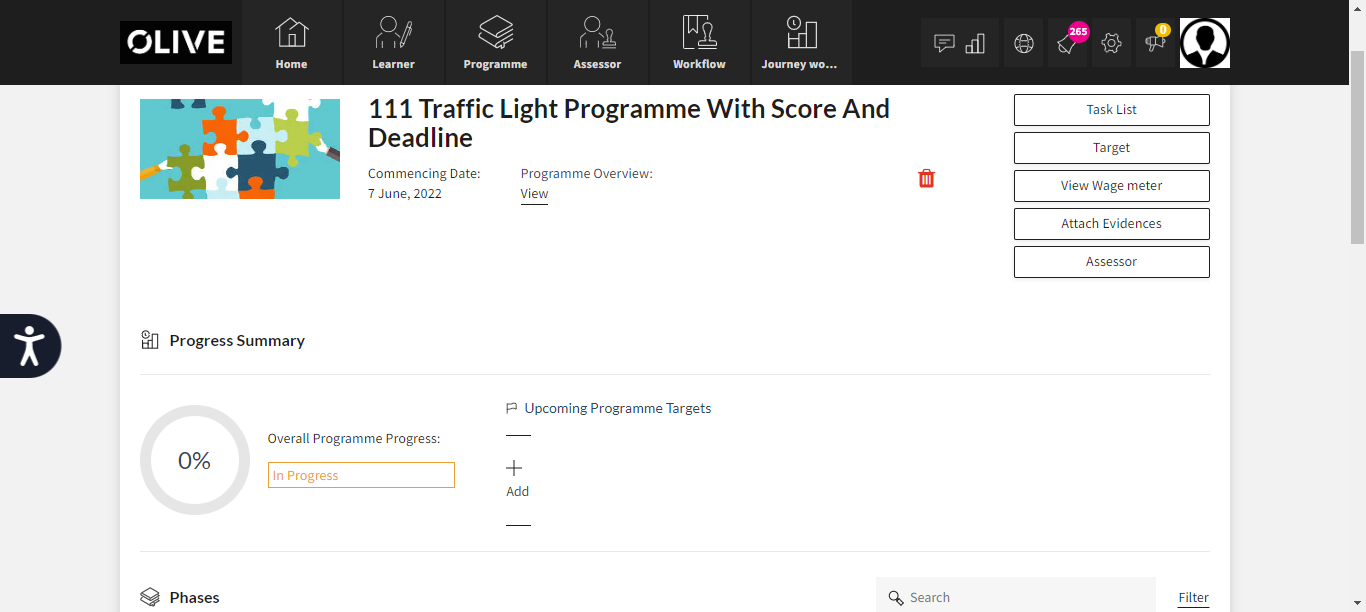 OLIVE
Home
Learner
Programme
Assessor
Workflow
Journey wo...
265
0
111 Traffic Light Programme With Score And
Deadline
Commencing Date:
7 June, 2022
Programme Overview:
View
Task List
Target
View Wage meter
Attach Evidences
Assessor
Progress Summary
0%
Overall Programme Progress:
In Progress
Upcoming Programme Targets
Add
Phases
Search
Filter